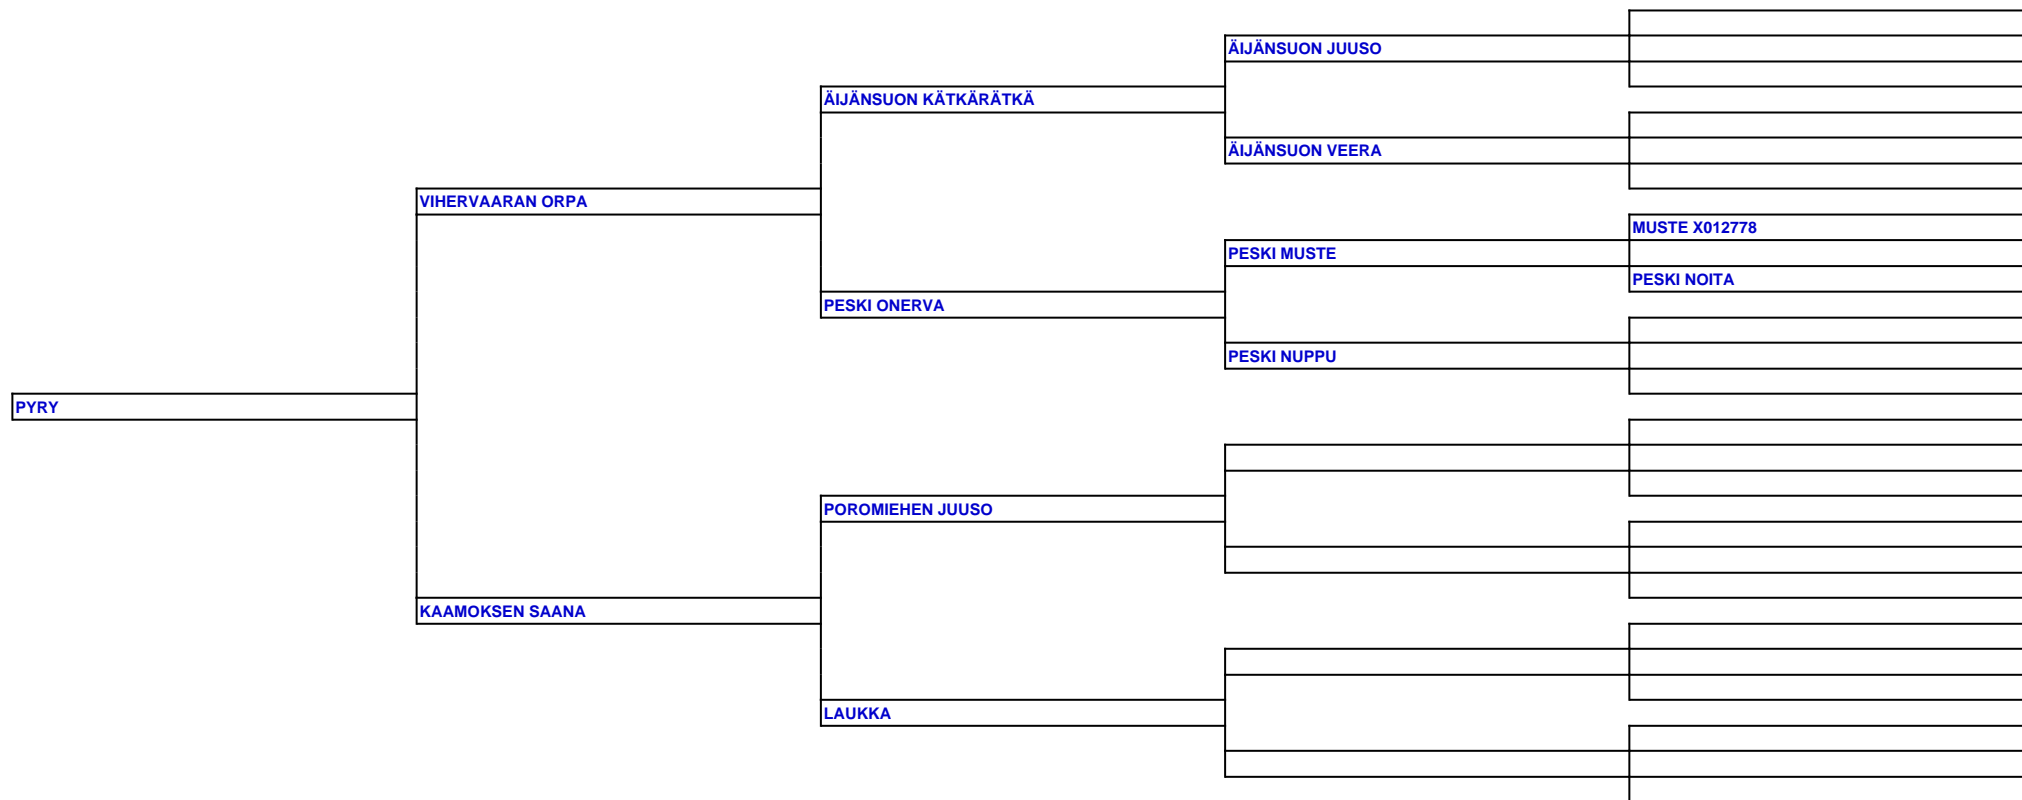 ÄIJÄNSUON JUUSO
ÄIJÄNSUON KÄTKÄRÄTKÄ
ÄIJÄNSUON VEERA
VIHERVAARAN ORPA
MUSTE X012778
PESKI MUSTE
PESKI NOITA
PESKI ONERVA
PESKI NUPPU
PYRY
POROMIEHEN JUUSO
KAAMOKSEN SAANA
LAUKKA